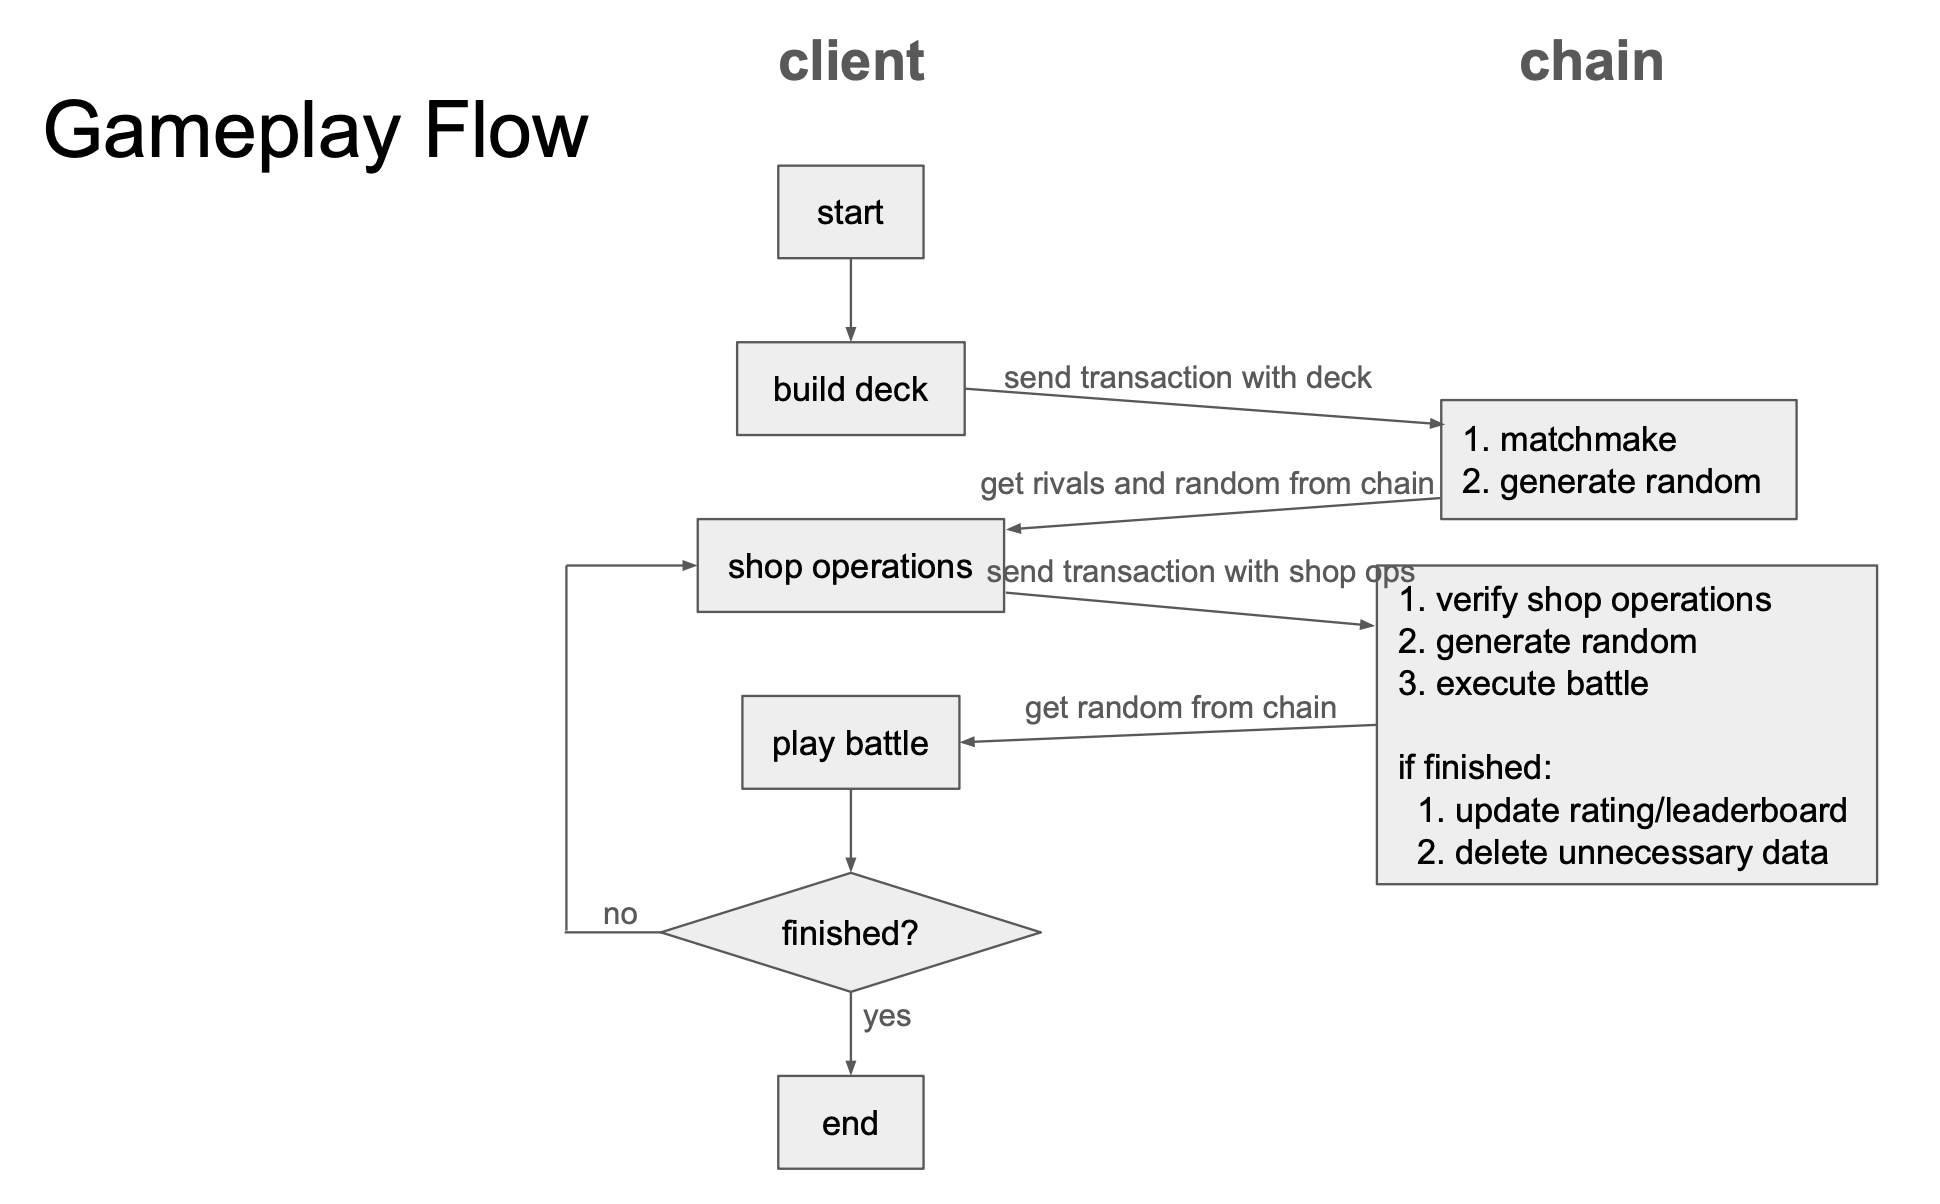 client
chain
Gameplay Flow
start
build deck
send transaction with deck
1. matchmake
2. generate random
get rivals and random from chain
shop operations
send transaction with shop ops
1. verify shop operations
2. generate random
3. execute battle
if finished:
1. update rating/leaderboard
2. delete unnecessary data
get random from chain
play battle
finished?
no
yes
end